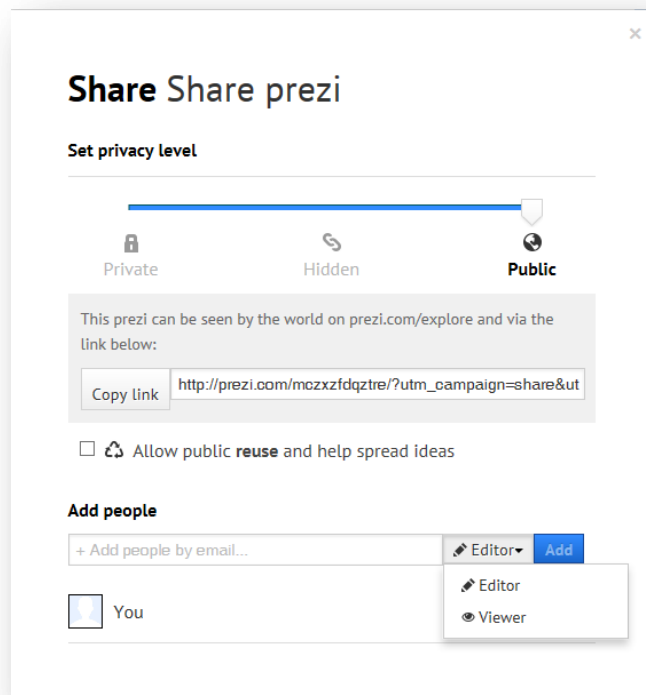 ×
Share Share prezi
Set privacy level
Private Hidden Public
This prezi can be seen by the world on prezi.com/explore and via the
link below:
Copy link http://prezi.com/mczxzfdqztre/?utm_campaign=share&ut
Allow public reuse and help spread ideas
Add people
+ Add people by email... Editor Add
Editor
You
Viewer